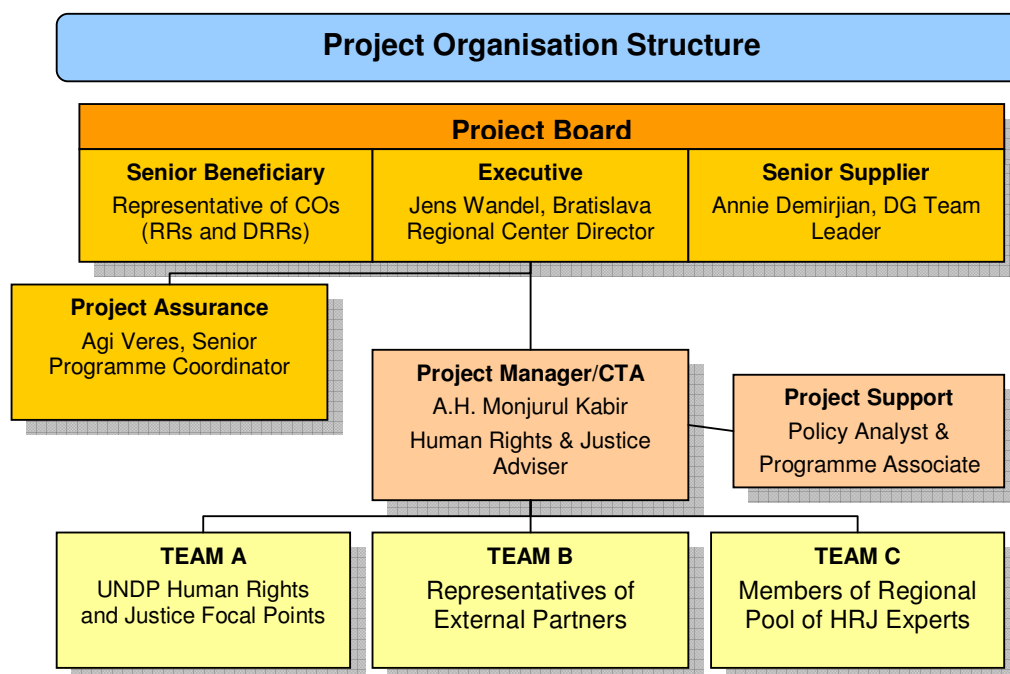 Project Organisation Structure
Project Board
Senior Beneficiary
Representative of COs
(RRs and DRRs)
Executive
Jens Wandel, Bratislava
Regional Center Director
Senior Supplier
Annie Demirjian, DG Team
Leader
Project Assurance
Agi Veres, Senior
Programme Coordinator
Project Manager/CTA
A.H. Monjurul Kabir
Human Rights & Justice
Adviser
Project Support
Policy Analyst &
Programme Associate
TEAM A
UNDP Human Rights
and Justice Focal Points
TEAM B
Representatives of
External Partners
TEAM C
Members of Regional
Pool of HRJ Experts